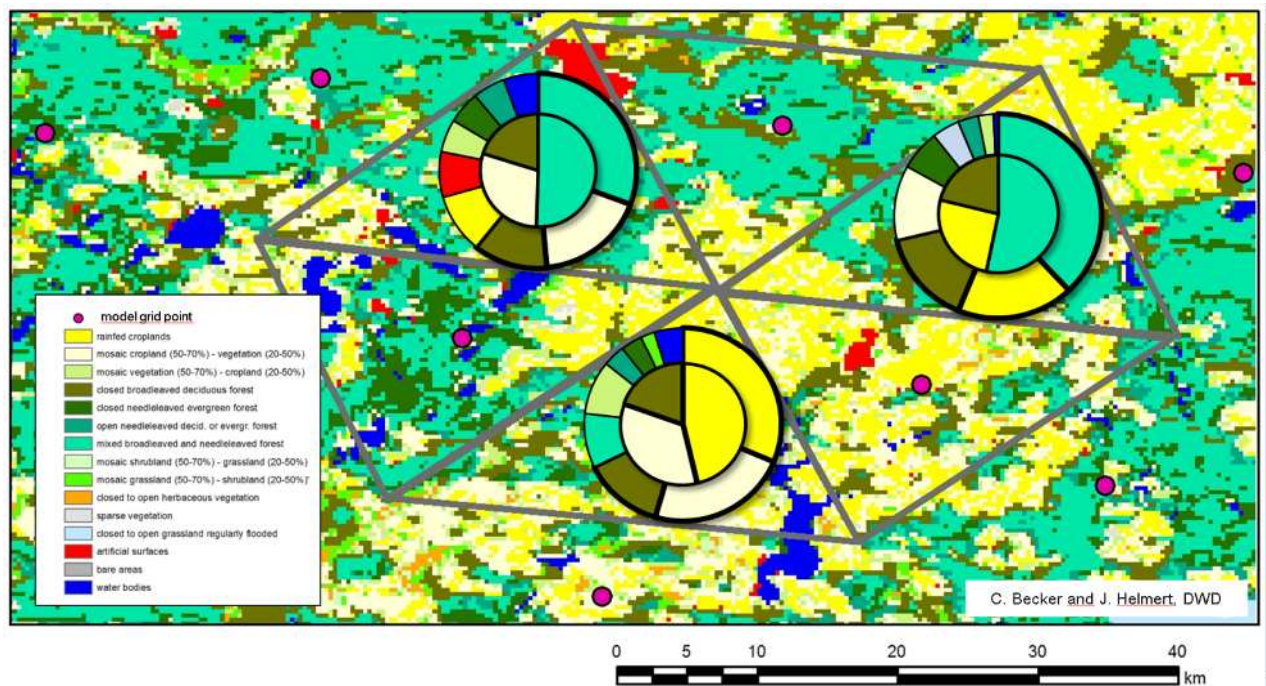 model grid point
rainfed croplands
mosaic cropland (50-70%) - vegetation (20-50%)
mosaic vegetation (50-70%) - cropland (20-50%)
closed broadleaved deciduous forest
closed needleleaved evergreen forest
open needleleaved decid. or evergr. forest
mixed broadleaved and needleleaved forest
mosaic shrubland (50-70%) - grassland (20-50%)
mosaic grassland (50-70%) - shrubland (20-50%)'
closed to open herbaceous vegetation
sparse vegetation
closed to open grassland regularly flooded
artificial surfaces
bare areas
water bodies
C. Becker and J. Helmert. DWD
0 5 10 20 30 40
km